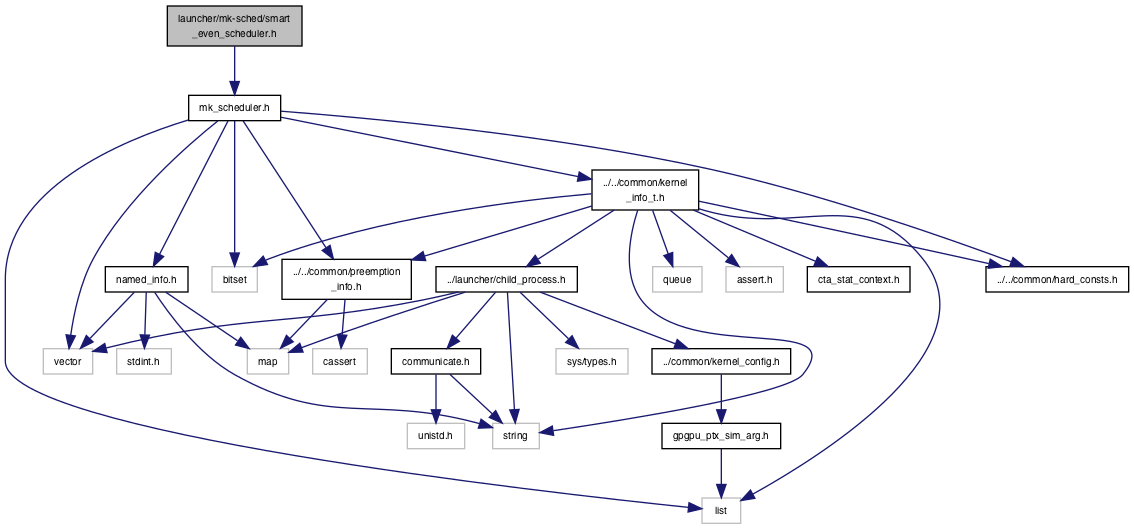 launcher/mk-sched/smart
_even_scheduler.h
mk_scheduler.h
../../common/kernel
_info_t.h
named_info.h
bitset
../../common/preemption
_info.h
../launcher/child_process.h
queue
assert.h
cta_stat_context.h
../../common/hard_consts.h
vector
stdint.h
map
cassert
communicate.h
sys/types.h
../common/kernel_config.h
unistd.h
string
gpgpu_ptx_sim_arg.h
list